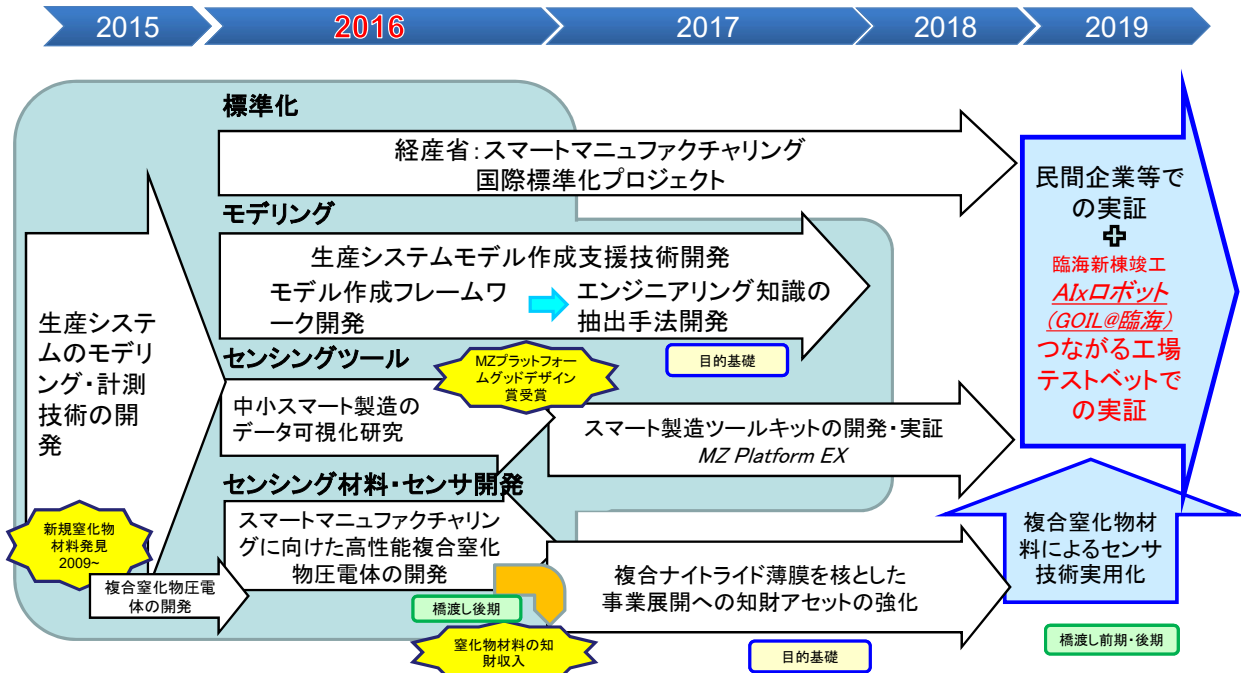 2015
2016
2017
2018
2019
標準化
経産省：スマートマニュファクチャリング
国際標準化プロジェクト
モデリング
生産システムモデル作成支援技術開発
モデル作成フレームワ
ーク開発
エンジニアリング知識の
抽出手法開発
目的基礎
生産システ
ムのモデリ
ング・計測
技術の開
発
センシングツール
MZプラットフォー
ムグッドデザイン
賞受賞
中小スマート製造の
データ可視化研究
スマート製造ツールキットの開発・実証
MZ Platform EX
センシング材料・センサ開発
新規窒化物
材料発見
2009~
複合窒化物圧電
体の開発
スマートマニュファクチャリン
グに向けた高性能複合窒化
物圧電体の開発
橋渡し後期
窒化物材料の知
財収入
複合ナイトライド薄膜を核とした
事業展開への知財アセットの強化
目的基礎
民間企業等で
の実証
臨海新棟竣工
AIxロボット
（GOIL@臨海）
つながる工場
テストベットで
の実証
複合窒化物材
料によるセンサ
技術実用化
橋渡し前期・後期